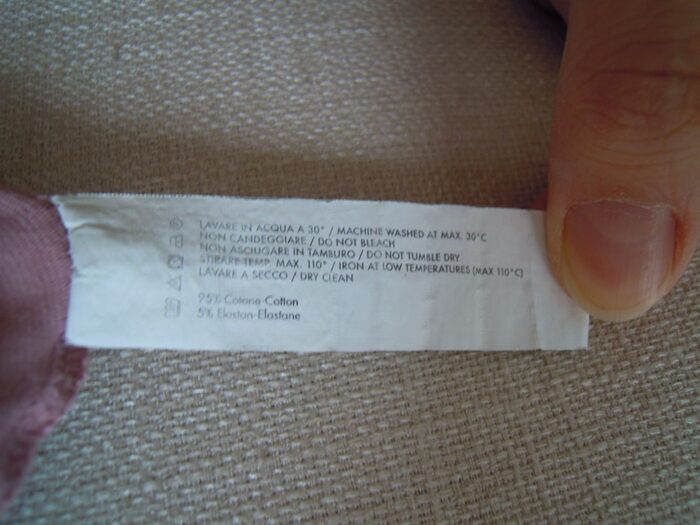 LAVARE IN ACQUA A 30° / MACHINE WASHED AT MAX. 30°C
NON CANDEGGIARE / DO NOT BLEACH
NON ASCIUGARE IN TAMBURO / DO NOT TUMBLE DRY
STIRARE TEMP. MAX. 110° / IRON AT LOW TEMPERATURES (MAX 110°C)
LAVARE A SECCO / DRY CLEAN
95% Cotone-Cotton
5% Elastan-Elastane